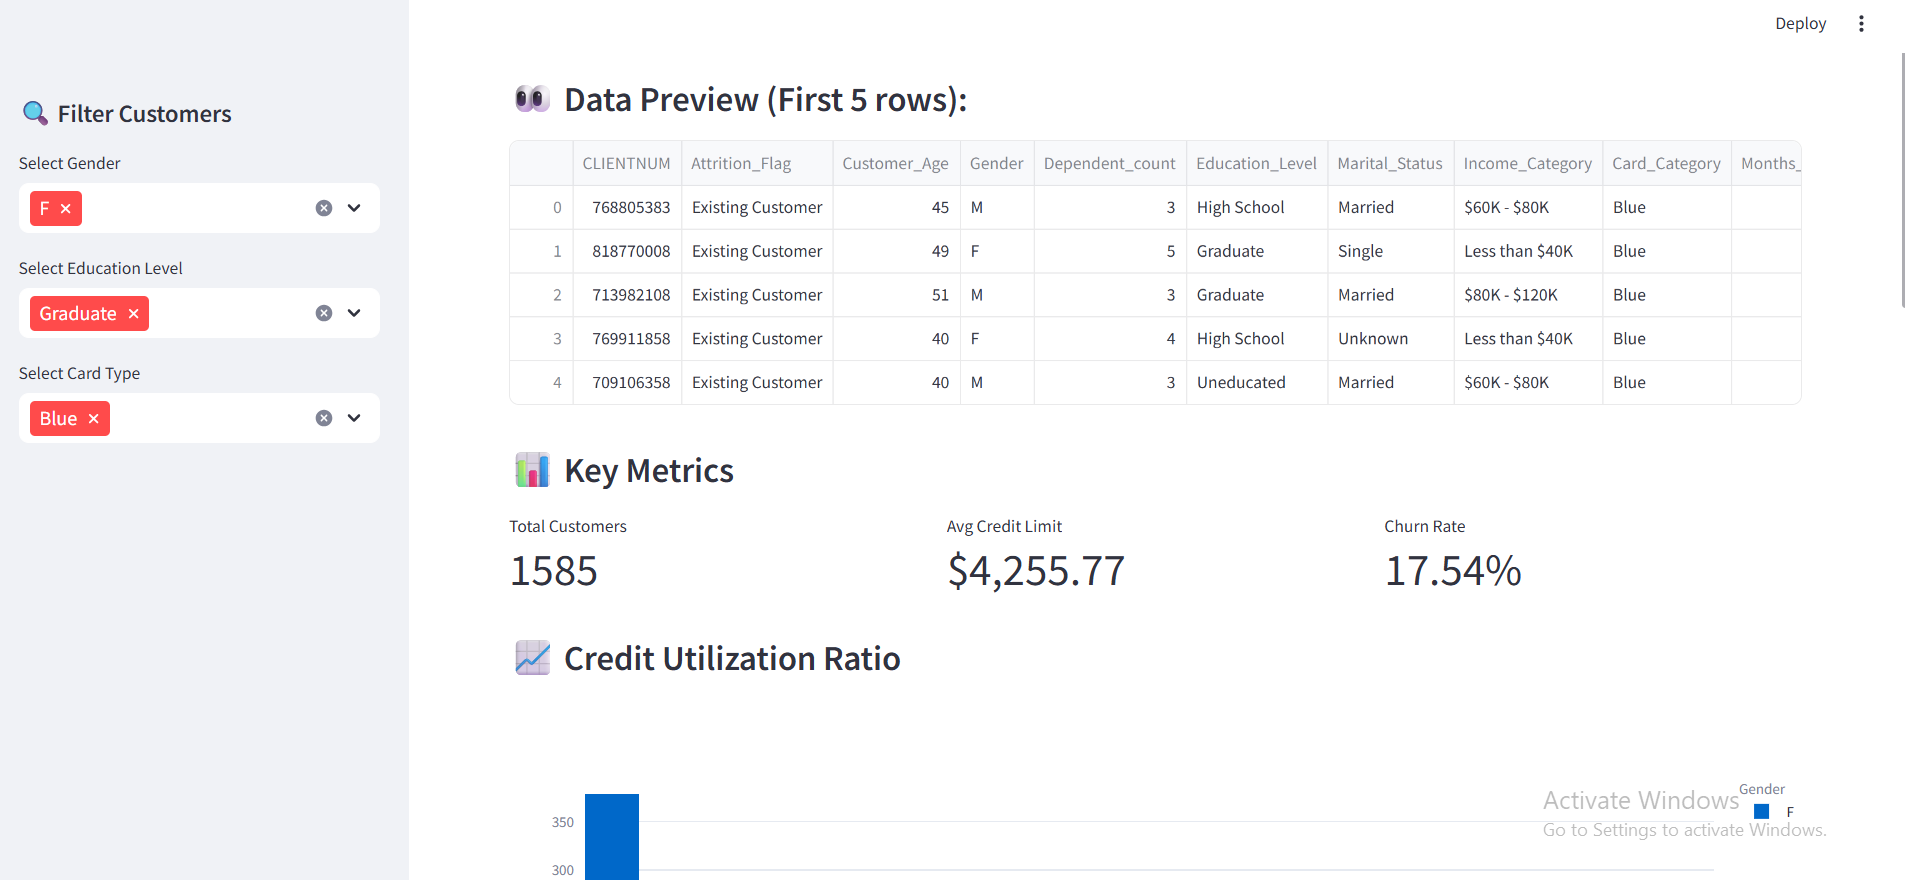 Deploy
Filter Customers
Select Gender
F
Select Education Level
Graduate
Select Card Type
Blue
Data Preview (First 5 rows):
CLIENTNUM Attrition_Flag Customer_Age Gender Dependent_count Education_Level Marital_Status Income_Category Card_Category Months_
0 768805383 Existing Customer 45 M 3 High School Married $60K - $80K Blue
1 818770008 Existing Customer 49 F 5 Graduate Single Less than $40K Blue
2 713982108 Existing Customer 51 M 3 Graduate Married $80K - $120K Blue
3 769911858 Existing Customer 40 F 4 High School Unknown Less than $40K Blue
4 709106358 Existing Customer 40 M 3 Uneducated Married $60K - $80K Blue
Key Metrics
Total Customers Avg Credit Limit Churn Rate
1585 $4,255.77 17.54%
Credit Utilization Ratio
Gender
F
350
300
Activate Windows
Go to Settings to activate Windows.